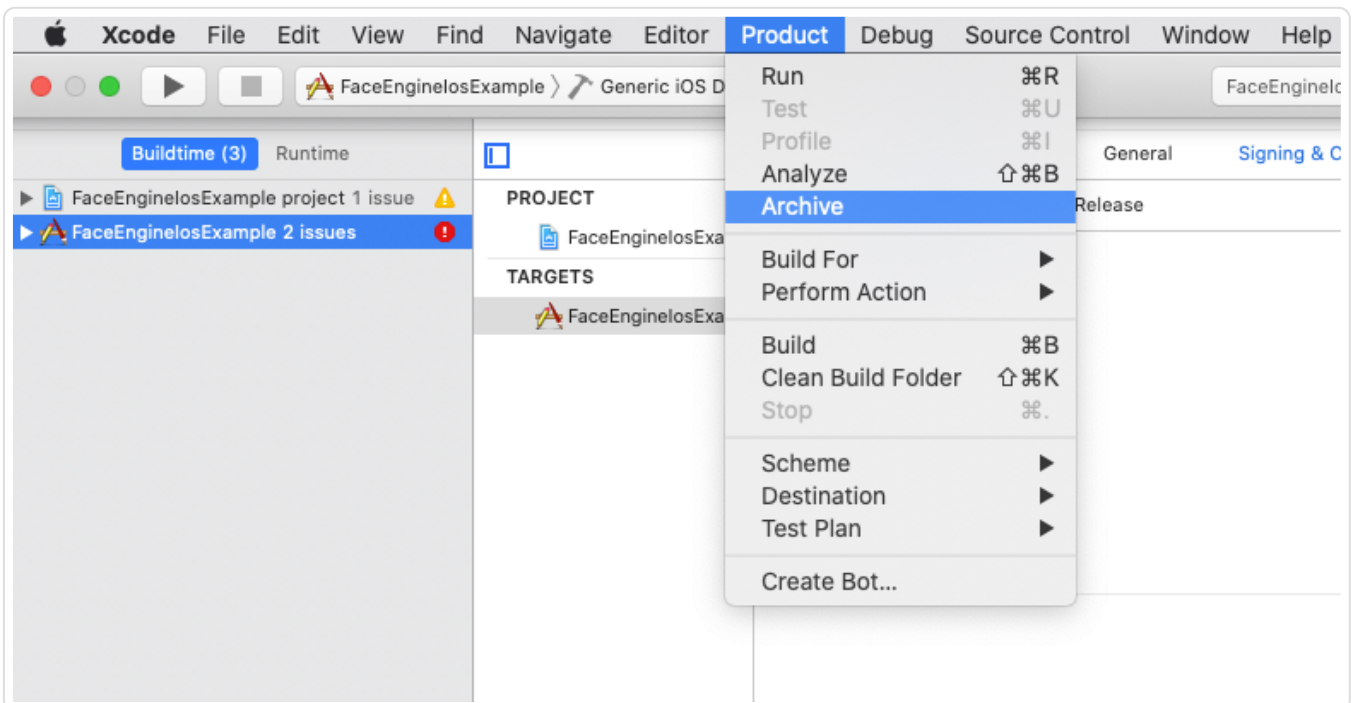 Xcode File Edit View Find Navigate Editor Product Debug Source Control Window Help
FaceEngineIosExample 〉 Generic iOS D
FaceEngineIo
Buildtime (3) Runtime
FaceEngineIosExample project 1 issue
FaceEngineIosExample 2 issues
PROJECT
FaceEngineIosExa
TARGETS
FaceEngineIosExa
Run ⌘R
Test ⌘U
Profile ⌘I
Analyze ⇧⌘B
Archive
Build For ▶
Perform Action ▶
Build ⌘B
Clean Build Folder ⇧⌘K
Stop ⌘.
Scheme ▶
Destination ▶
Test Plan ▶
Create Bot...
General Signing & C
Release